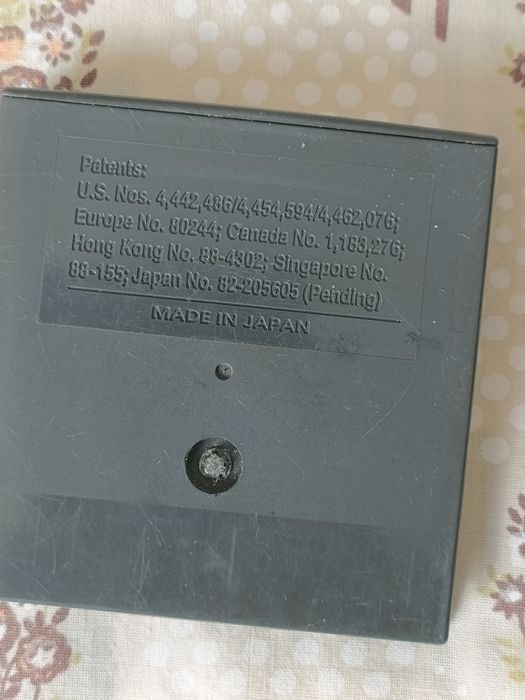 Patents:
U.S. Nos. 4,442,486/4,454,594/4,462,076;
Europe No. 80244; Canada No. 1,183,276;
Hong Kong No. 88-4302; Singapore No.
88-155; Japan No. 82-205605 (Pending)
MADE IN JAPAN